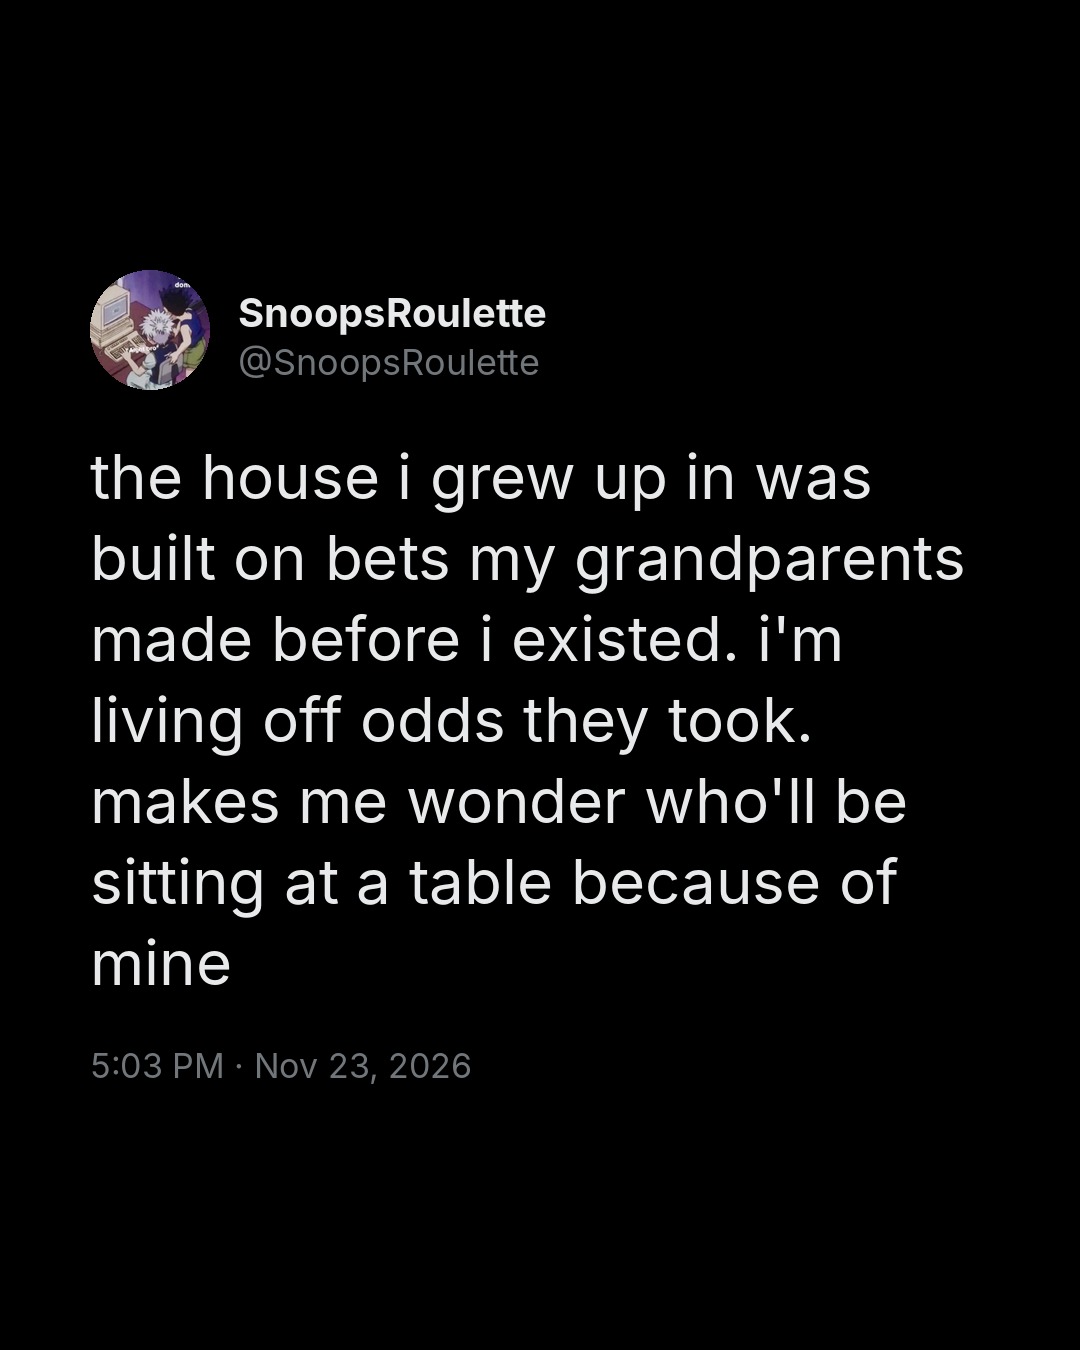 SnoopsRoulette
@SnoopsRoulette
the house i grew up in was
built on bets my grandparents
made before i existed. i'm
living off odds they took.
makes me wonder who'll be
sitting at a table because of
mine
5:03 PM · Nov 23, 2026